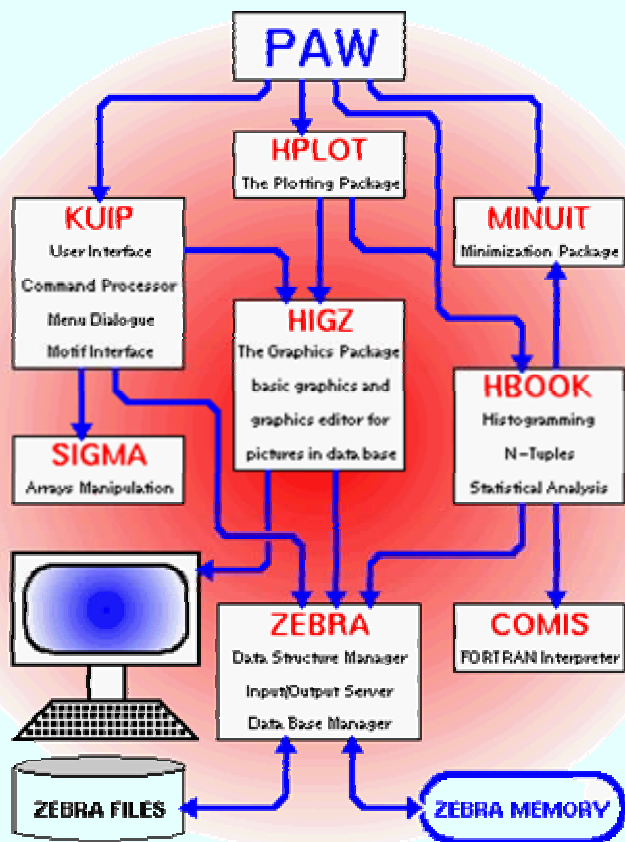 PAW
HPLOT
The Plotting Package
KUIP
User Interface
Command Processor
Menu Dialogue
Motif Interface
MINUIT
Minimization Package
HIGZ
The Graphics Package
basic graphics and
graphics editor for
pictures in data base
HBOOK
Histogramming
N-Tuples
Statistical Analysis
SIGMA
Arrays Manipulation
ZEBRA
Data Structure Manager
Input/Output Server
Data Base Manager
COMIS
FORTRAN Interpreter
ZEBRA FILES
ZEBRA MEMORY